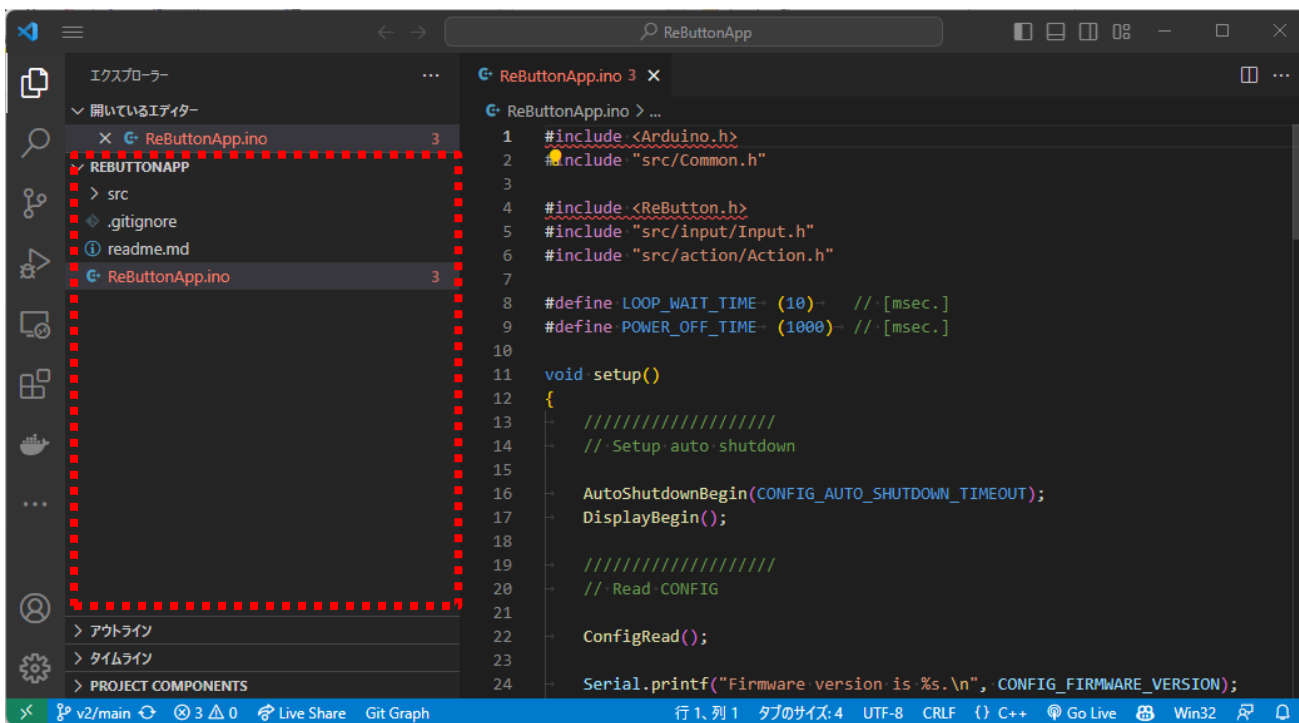 ReButtonApp
エクスプローラー
開いているエディター
ReButtonApp.ino 3
REBUTTONAPP
src
.gitignore
readme.md
ReButtonApp.ino 3
アウトライン
タイムライン
PROJECT COMPONENTS
ReButtonApp.ino 3
ReButtonApp.ino > ...
1 #include <Arduino.h>
2 #include "src/Common.h"
3
4 #include <ReButton.h>
5 #include "src/input/Input.h"
6 #include "src/action/Action.h"
7
8 #define LOOP_WAIT_TIME (10) // [msec.]
9 #define POWER_OFF_TIME (1000) // [msec.]
10
11 void setup()
12 {
13 ////////////////////
14 // Setup auto shutdown
15
16 AutoShutdownBegin(CONFIG_AUTO_SHUTDOWN_TIMEOUT);
17 DisplayBegin();
18
19 ////////////////////
20 // Read CONFIG
21
22 ConfigRead();
23
24 Serial.printf("Firmware version is %s.\n", CONFIG_FIRMWARE_VERSION);
v2/main 3 0 Live Share Git Graph 行 1、列 1 タブのサイズ: 4 UTF-8 CRLF {} C++ Go Live Win32